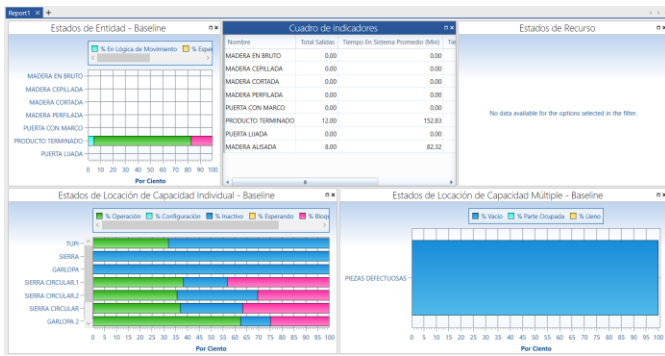 Report1
Estados de Entidad - Baseline
% En Lógica de Movimiento % Espe
MADERA EN BRUTO
MADERA CEPILLADA
MADERA CORTADA
MADERA PERFILADA
PUERTA CON MARCO
PRODUCTO TERMINADO
PUERTA LIJADA
0 10 20 30 40 50 60 70 80 90 100
Por Ciento
Cuadro de indicadores
Nombre Total Salidas Tiempo En Sistema Promedio (Min) Tie
MADERA EN BRUTO 0.00 0.00
MADERA CEPILLADA 0.00 0.00
MADERA CORTADA 0.00 0.00
MADERA PERFILADA 0.00 0.00
PUERTA CON MARCO 0.00 0.00
PRODUCTO TERMINADO 12.00 152.83
PUERTA LIJADA 0.00 0.00
MADERA ALISADA 8.00 82.32
Estados de Recurso
No data available for the options selected in the filter.
Estados de Locación de Capacidad Individual - Baseline
% Operación % Configuración % Inactivo % Esperando % Bloqu
TUPI
SIERRA
GARLOPA
SIERRA CIRCULAR.1
SIERRA CIRCULAR.2
SIERRA CIRCULAR
GARLOPA 2
0 5 10 15 20 25 30 35 40 45 50 55 60 65 70 75 80 85 90 95 100
Por Ciento
Estados de Locación de Capacidad Múltiple - Baseline
% Vacío % Parte Ocupada % Lleno
PIEZAS DEFECTUOSAS
0 5 10 15 20 25 30 35 40 45 50 55 60 65 70 75 80 85 90 95 100
Por Ciento